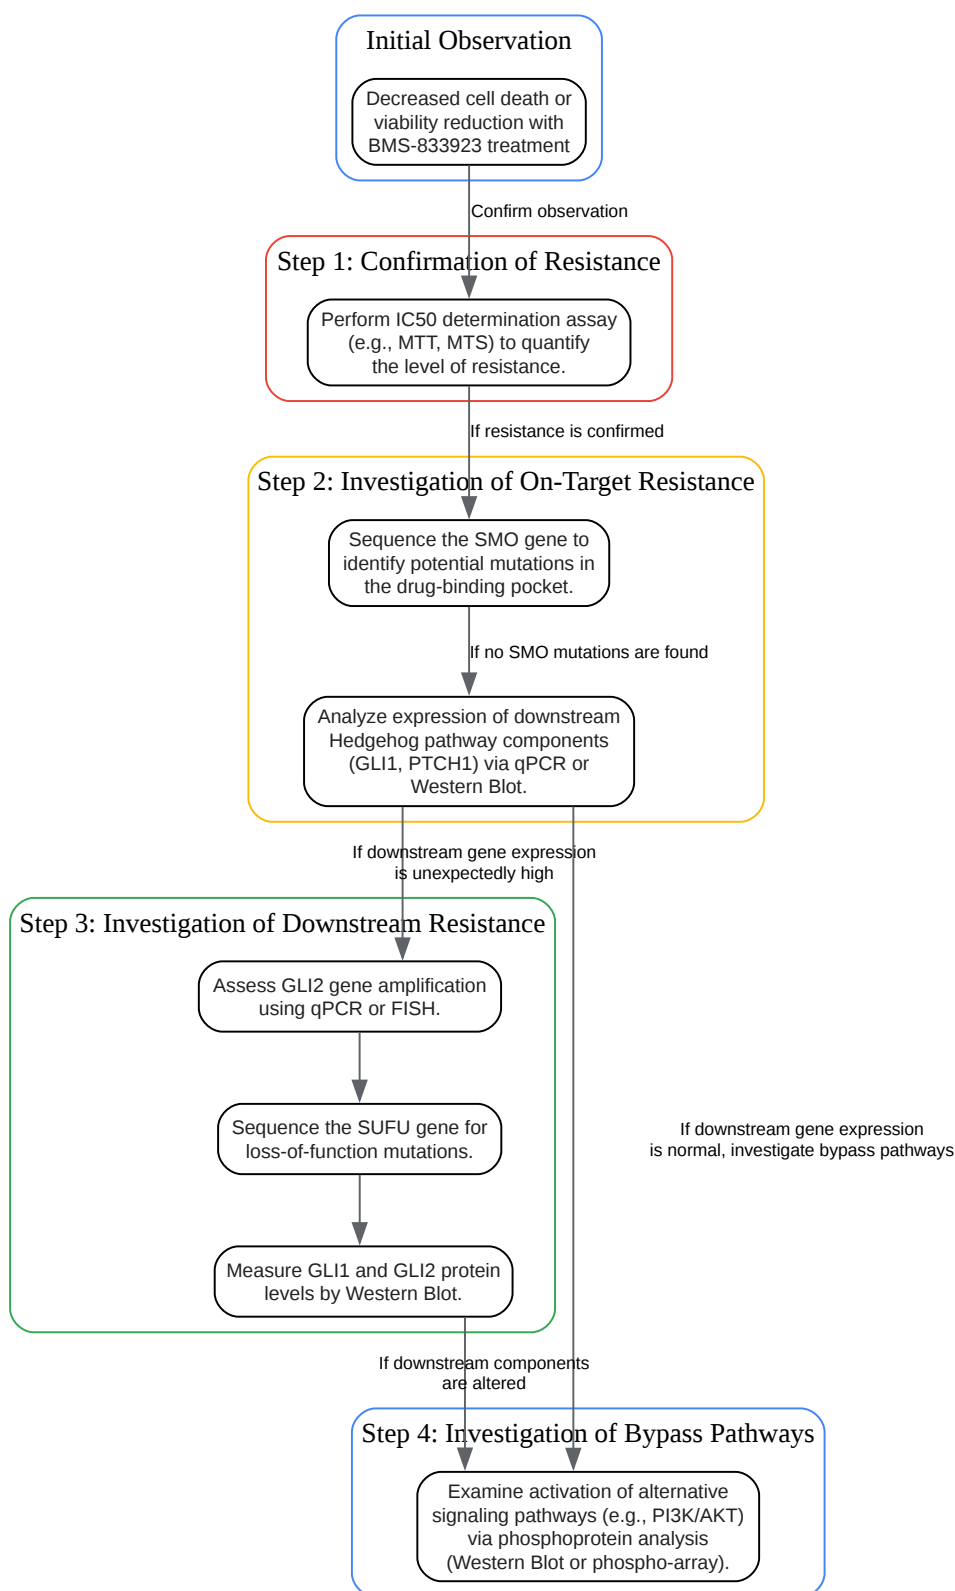 Initial Observation
Decreased cell death or
viability reduction with
BMS-833923 treatment
Confirm observation
Step 1: Confirmation of Resistance
Perform IC50 determination assay
(e.g., MTT, MTS) to quantify
the level of resistance.
If resistance is confirmed
Step 2: Investigation of On-Target Resistance
Sequence the SMO gene to
identify potential mutations in
the drug-binding pocket.
If no SMO mutations are found
Analyze expression of downstream
Hedgehog pathway components
(GLI1, PTCH1) via qPCR or
Western Blot.
If downstream gene expression
is unexpectedly high
Step 3: Investigation of Downstream Resistance
Assess GLI2 gene amplification
using qPCR or FISH.
Sequence the SUFU gene for
loss-of-function mutations.
If downstream gene expression
is normal, investigate bypass pathways
Measure GLI1 and GLI2 protein
levels by Western Blot.
If downstream components
are altered
Step 4: Investigation of Bypass Pathways
Examine activation of alternative
signaling pathways (e.g., PI3K/AKT)
via phosphoprotein analysis
(Western Blot or phospho-array).